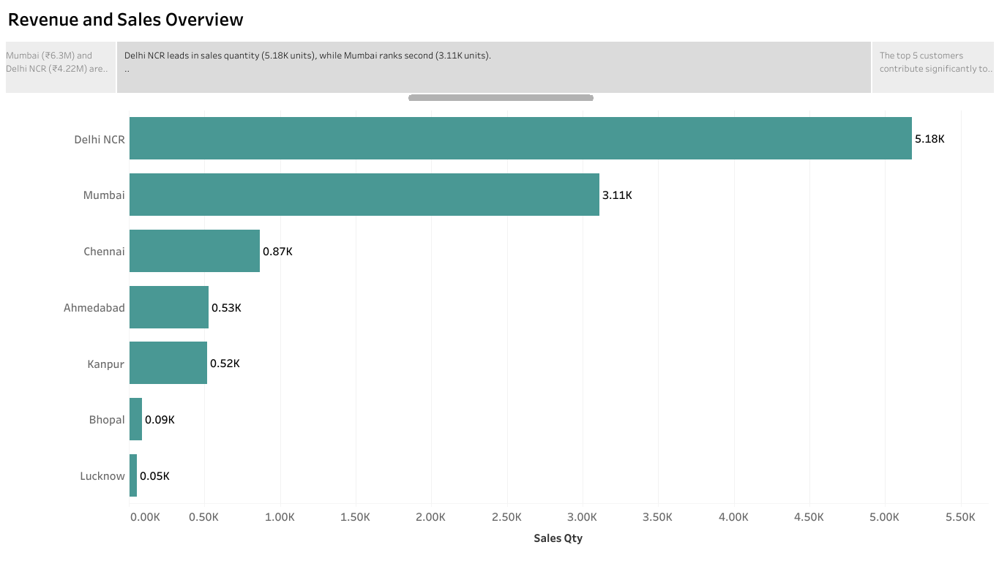 Revenue and Sales Overview
Mumbai (₹6.3M) and
Delhi NCR (₹4.22M) are..
Delhi NCR leads in sales quantity (5.18K units), while Mumbai ranks second (3.11K units).
..
The top 5 customers
contribute significantly to..
Delhi NCR 5.18K
Mumbai 3.11K
Chennai 0.87K
Ahmedabad 0.53K
Kanpur 0.52K
Bhopal 0.09K
Lucknow 0.05K
0.00K 0.50K 1.00K 1.50K 2.00K 2.50K 3.00K 3.50K 4.00K 4.50K 5.00K 5.50K
Sales Qty